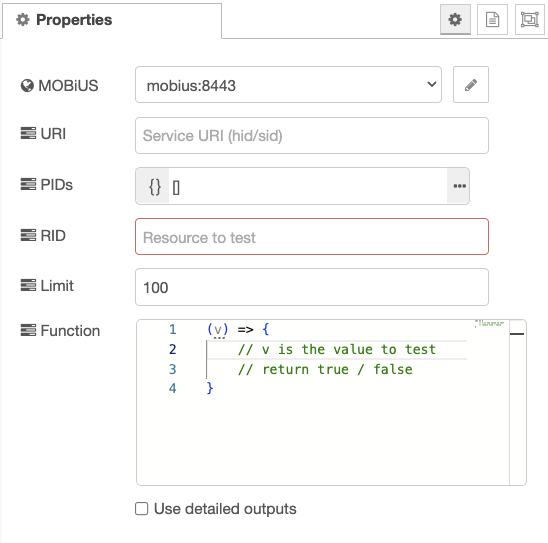 Properties
MOBiUS mobius:8443
URI Service URI (hid/sid)
PIDs {} [] •••
RID Resource to test
Limit 100
Function
1 (v) => {
2 // v is the value to test
3 // return true / false
4 }
Use detailed outputs